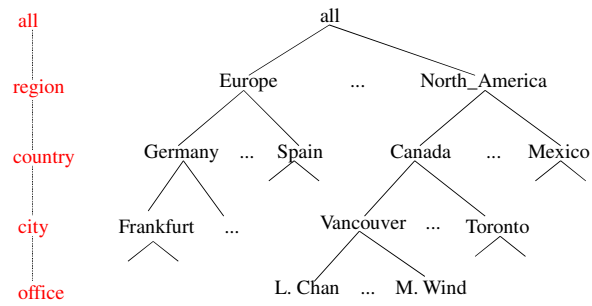 all all
region Europe ... North_America
country Germany ... Spain Canada ... Mexico
city Frankfurt ... Vancouver ... Toronto
office L. Chan ... M. Wind